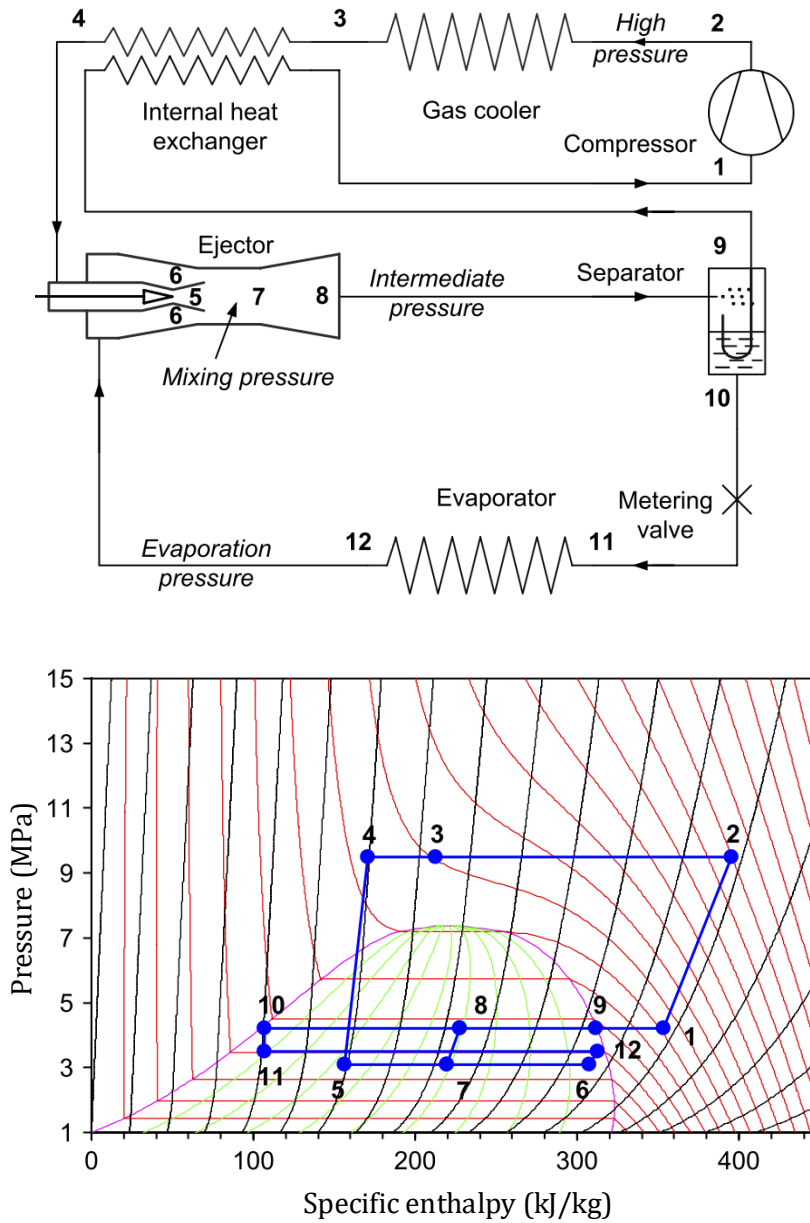 4
3
High
pressure
2
Internal heat
exchanger
Gas cooler
Compressor
1
Ejector
6
5
6
7
8
Intermediate
pressure
Separator
9
Mixing pressure
10
Evaporator
Metering
valve
Evaporation
pressure
12
11
15
13
11
9
7
5
3
1
Pressure (MPa)
4
3
2
10
8
9
1
11
5
7
6
12
0
100
200
300
400
Specific enthalpy (kJ/kg)